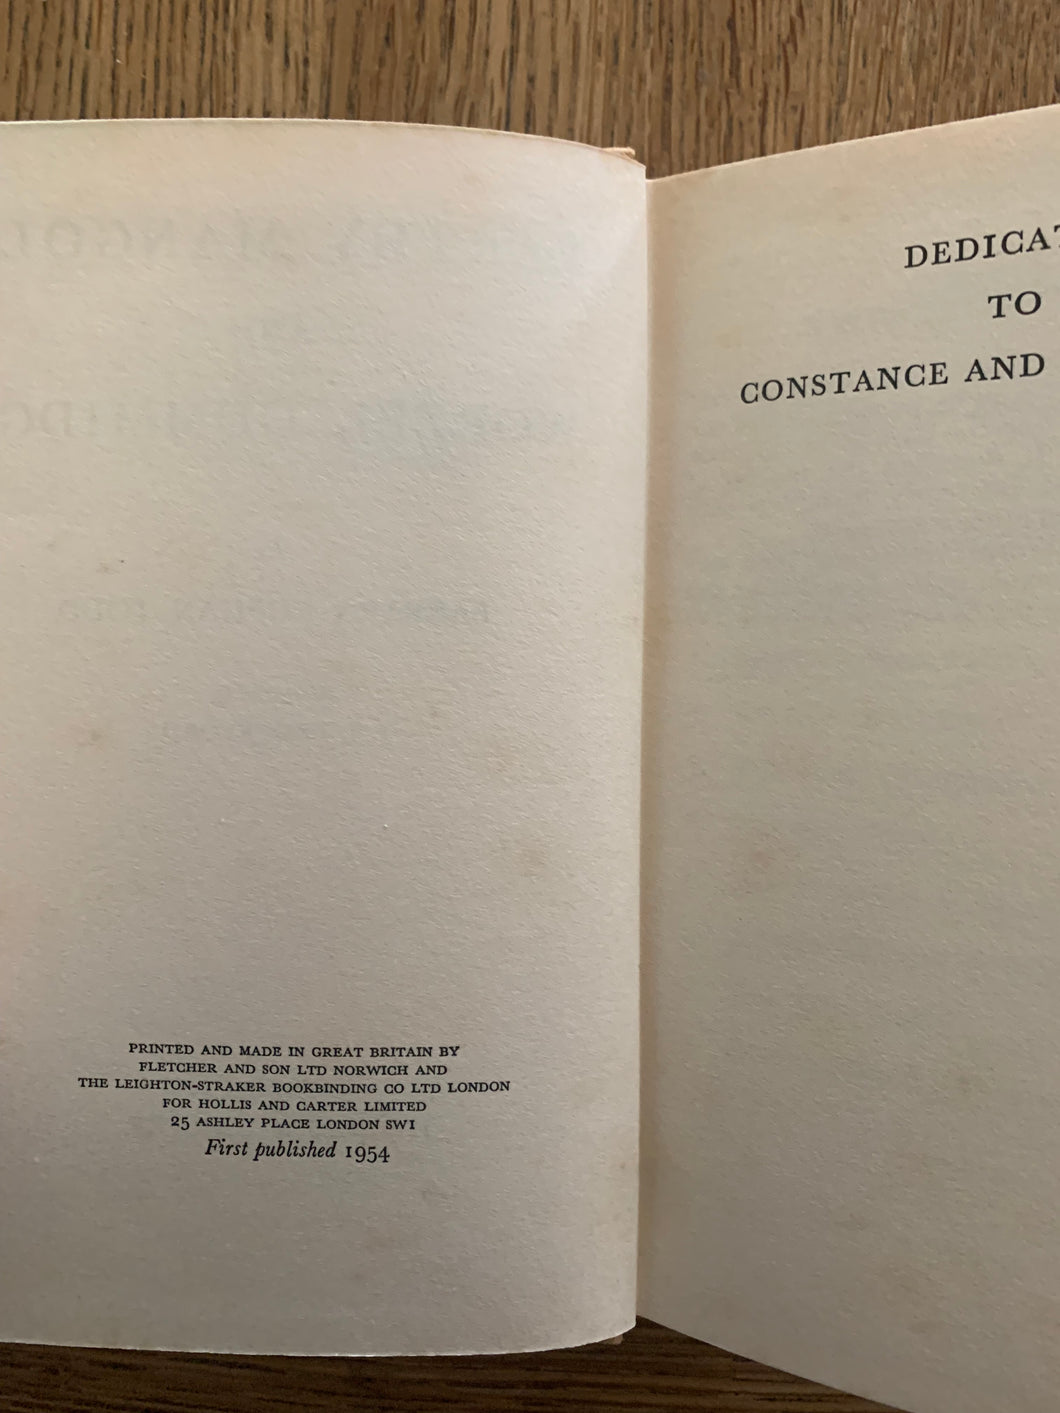 PRINTED AND MADE IN GREAT BRITAIN BY
FLETCHER AND SON LTD NORWICH AND
THE LEIGHTON-STRAKER BOOKBINDING CO LTD LONDON
FOR HOLLIS AND CARTER LIMITED
25 ASHLEY PLACE LONDON SW1
First published 1954
DEDICAT
TO
CONSTANCE AND